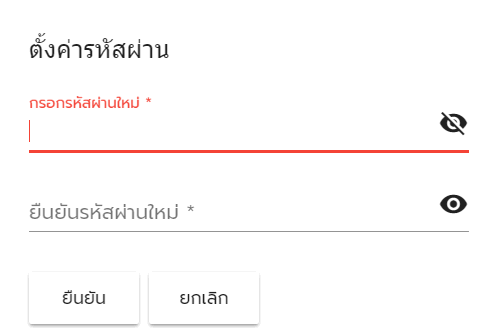 ตั้งค่ารหัสผ่าน
กรอกรหัสผ่านใหม่ *
ยืนยันรหัสผ่านใหม่ *
ยืนยัน ยกเลิก